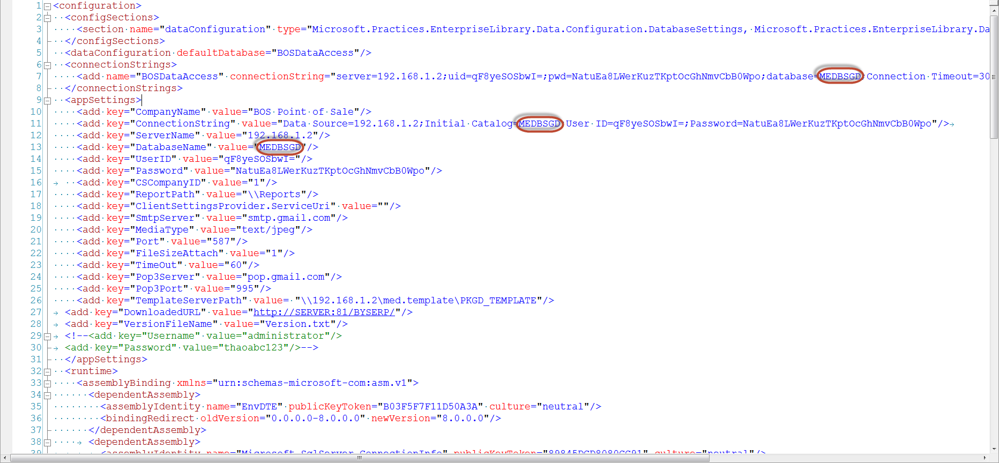 1 <configuration>
2 <configSections>
3 <section name="dataConfiguration" type="Microsoft.Practices.EnterpriseLibrary.Data.Configuration.DatabaseSettings, Microsoft.Practices.EnterpriseLibrary.Da
4 </configSections>
5 <dataConfiguration defaultDatabase="BOSDataAccess"/>
6 <connectionStrings>
7 <add name="BOSDataAccess" connectionString="server=192.168.1.2;uid=qF8yeSOSbwI=;pwd=NatuEa8LWerKuzTKptOcGhNmvCbB0Wpo;database=MEDBSGD;Connection Timeout=30
8 </connectionStrings>
9 <appSettings>
10 <add key="CompanyName" value="BOS Point of Sale"/>
11 <add key="ConnectionString" value="Data Source=192.168.1.2;Initial Catalog=MEDBSGD;User ID=qF8yeSOSbwI=;Password=NatuEa8LWerKuzTKptOcGhNmvCbB0Wpo"/>
12 <add key="ServerName" value="192.168.1.2"/>
13 <add key="DatabaseName" value="MEDBSGD"/>
14 <add key="UserID" value="qF8yeSOSbwI="/>
15 <add key="Password" value="NatuEa8LWerKuzTKptOcGhNmvCbB0Wpo"/>
16 <add key="CSCompanyID" value="1"/>
17 <add key="ReportPath" value="\\Reports"/>
18 <add key="ClientSettingsProvider.ServiceUri" value=""/>
19 <add key="SmtpServer" value="smtp.gmail.com"/>
20 <add key="MediaType" value="text/jpeg"/>
21 <add key="Port" value="587"/>
22 <add key="FileSizeAttach" value="1"/>
23 <add key="TimeOut" value="60"/>
24 <add key="Pop3Server" value="pop.gmail.com"/>
25 <add key="Pop3Port" value="995"/>
26 <add key="TemplateServerPath" value= "\\192.168.1.2\med.template\PKGD_TEMPLATE"/>
27 <add key="DownloadedURL" value="http://SERVER:81/BYSERP/"/>
28 <add key="VersionFileName" value="Version.txt"/>
29 <!--<add key="Username" value="administrator"/>
30 <add key="Password" value="thaoabc123"/>-->
31 </appSettings>
32 <runtime>
33 <assemblyBinding xmlns="urn:schemas-microsoft-com:asm.v1">
34 <dependentAssembly>
35 <assemblyIdentity name="EnvDTE" publicKeyToken="B03F5F7F11D50A3A" culture="neutral"/>
36 <bindingRedirect oldVersion="0.0.0.0-8.0.0.0" newVersion="8.0.0.0"/>
37 </dependentAssembly>
38 <dependentAssembly>
39 <assemblyIdentity name="Microsoft.SqlServer.ConnectionInfo" publicKeyToken="89845DCD8080CC91" culture="neutral"/>